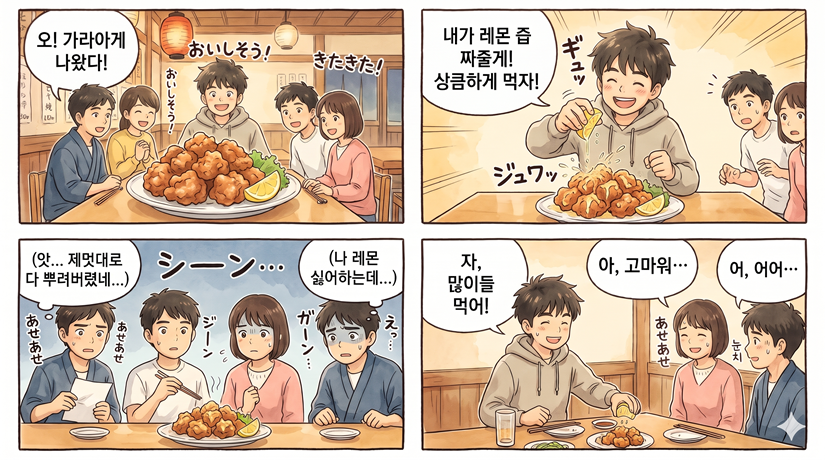 오! 가라아게
나왔다!
おいしそう!
おいしそう!
きたきた!
내가 레몬 즙
짜줄게!
상큼하게 먹자!
ギュッ
ジュワッ
(앗... 제멋대로
다 뿌려버렸네...)
シーン…
(나 레몬
싫어하는데...)
あせあせ
あせあせ
ジーン
ガーン…
えっ…
자,
많이들
먹어!
아, 고마워…
어, 어어…
あせあせ
눈치